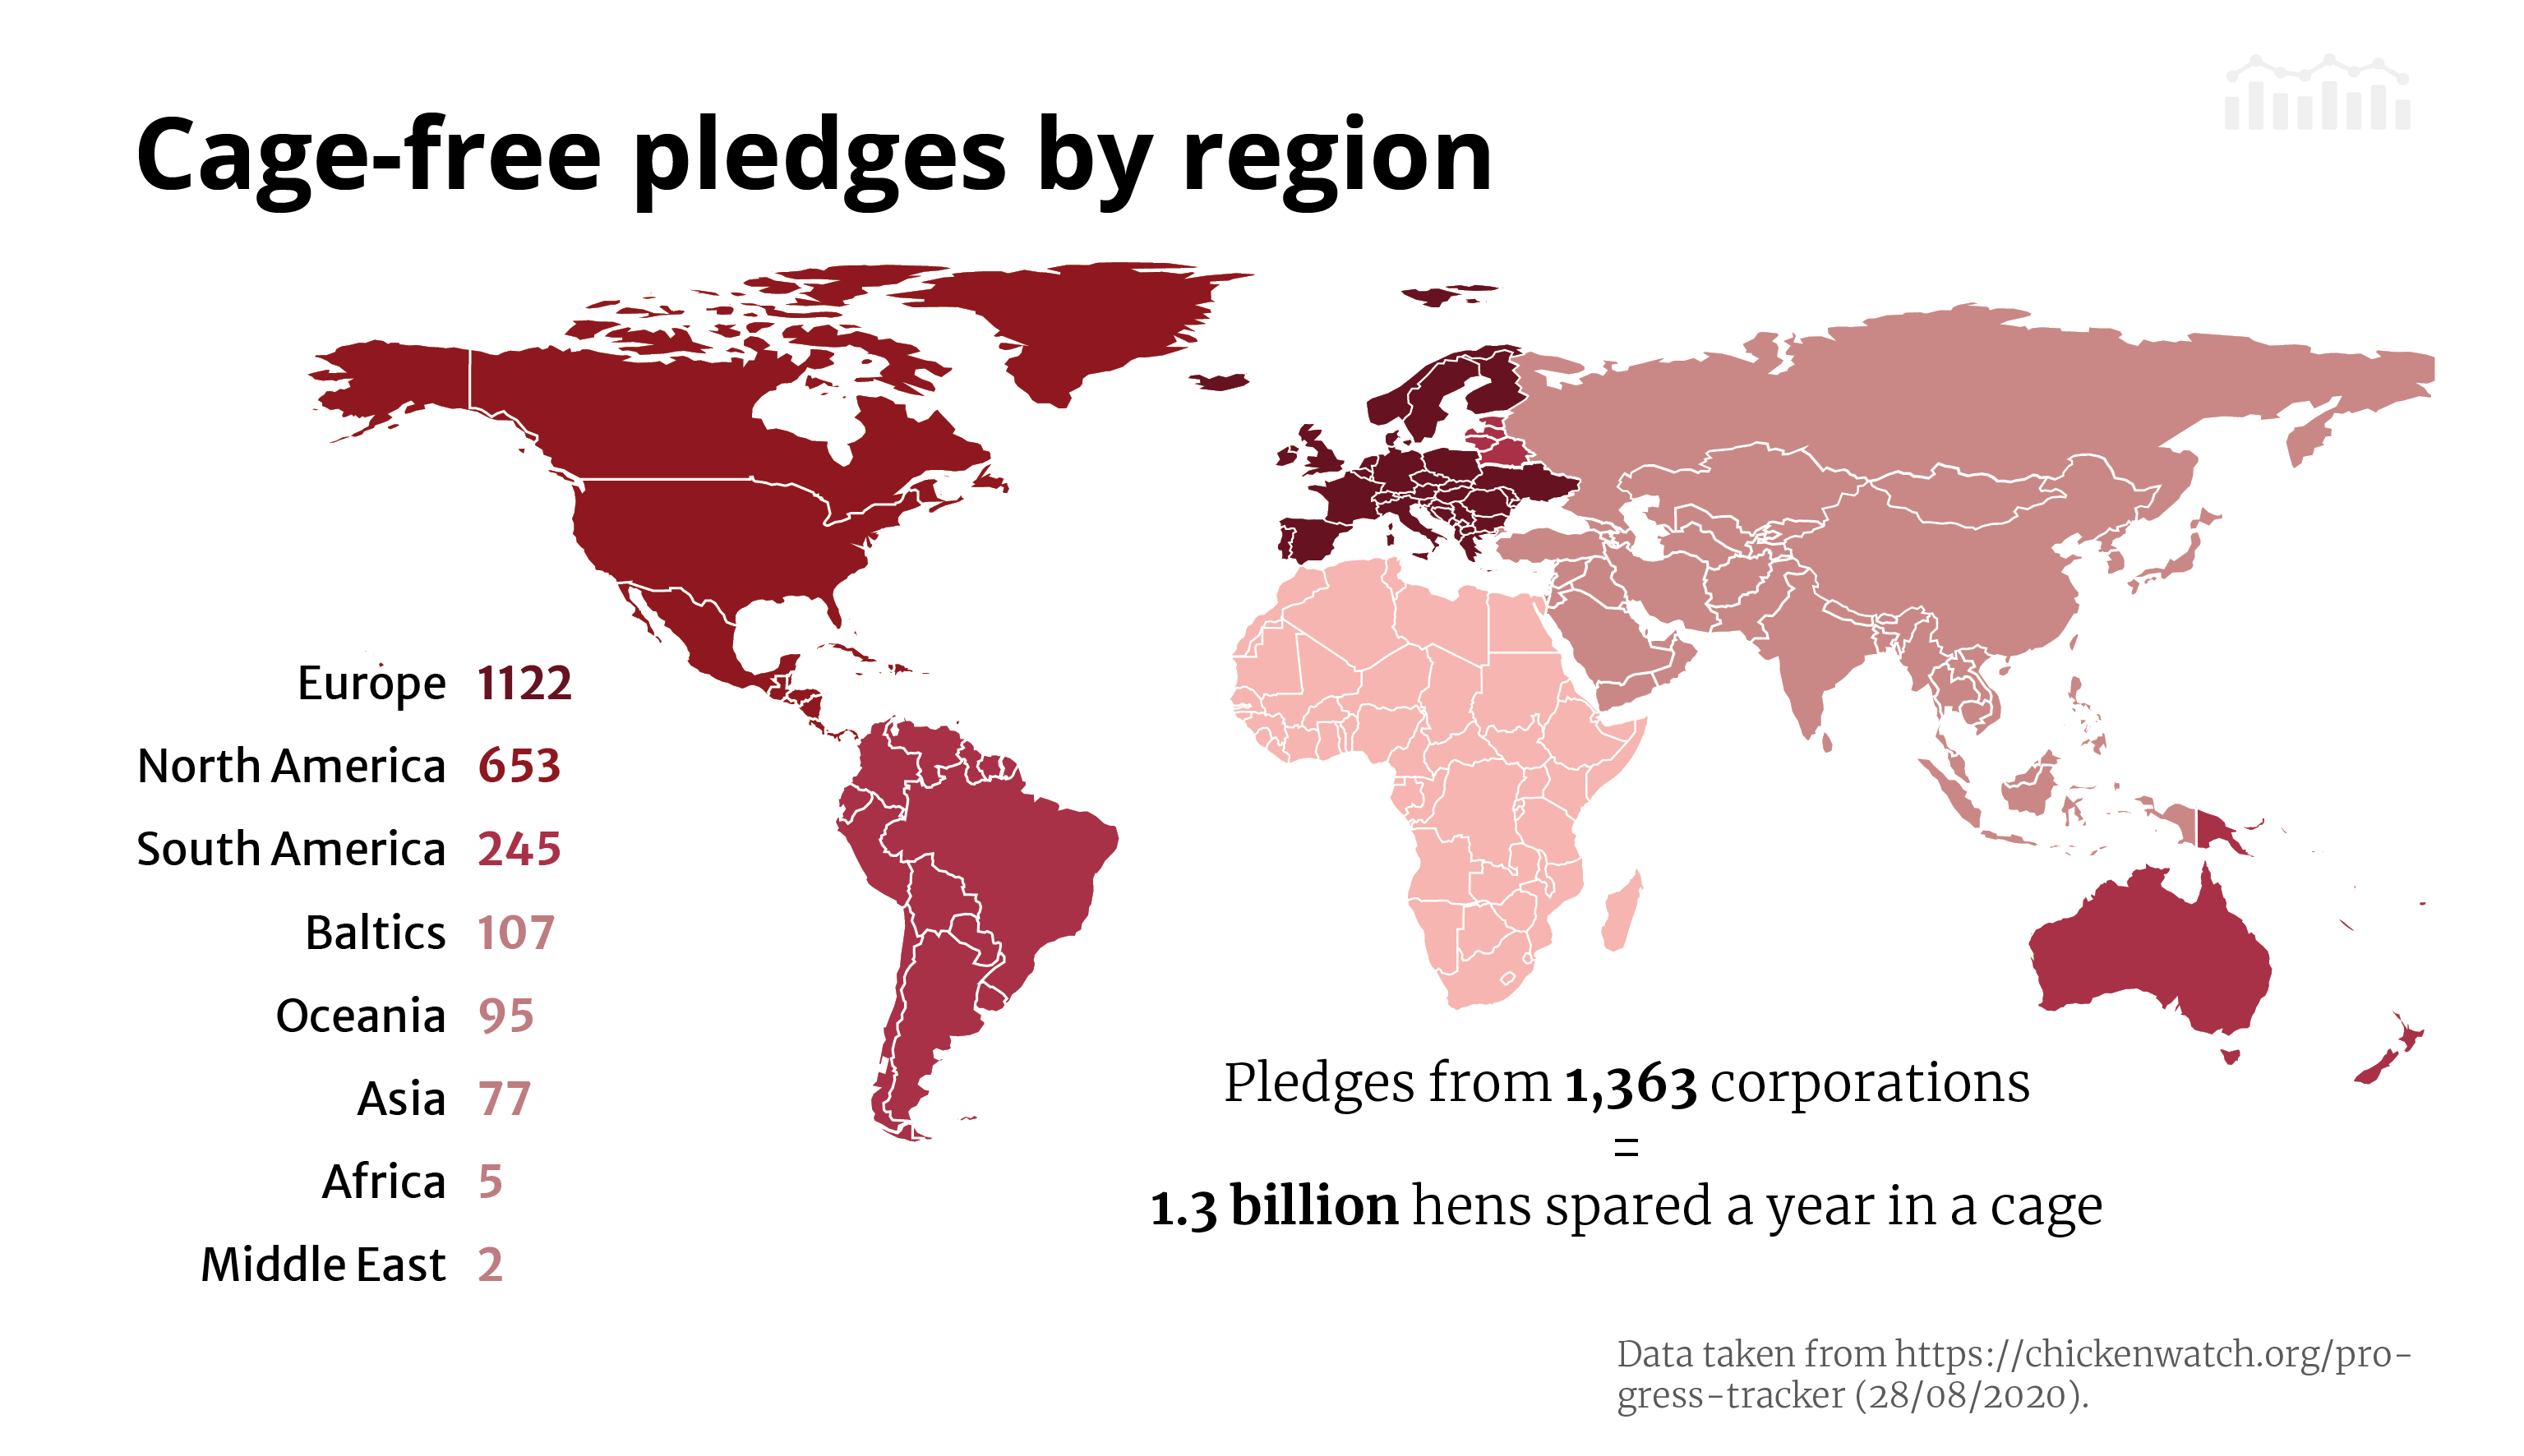 Cage-free pledges by region
Europe 1122
North America 653
South America 245
Baltics 107
Oceania 95
Asia 77
Africa 5
Middle East 2
Pledges from 1,363 corporations
=
1.3 billion hens spared a year in a cage
Data taken from https://chickenwatch.org/pro-
gress-tracker (28/08/2020).